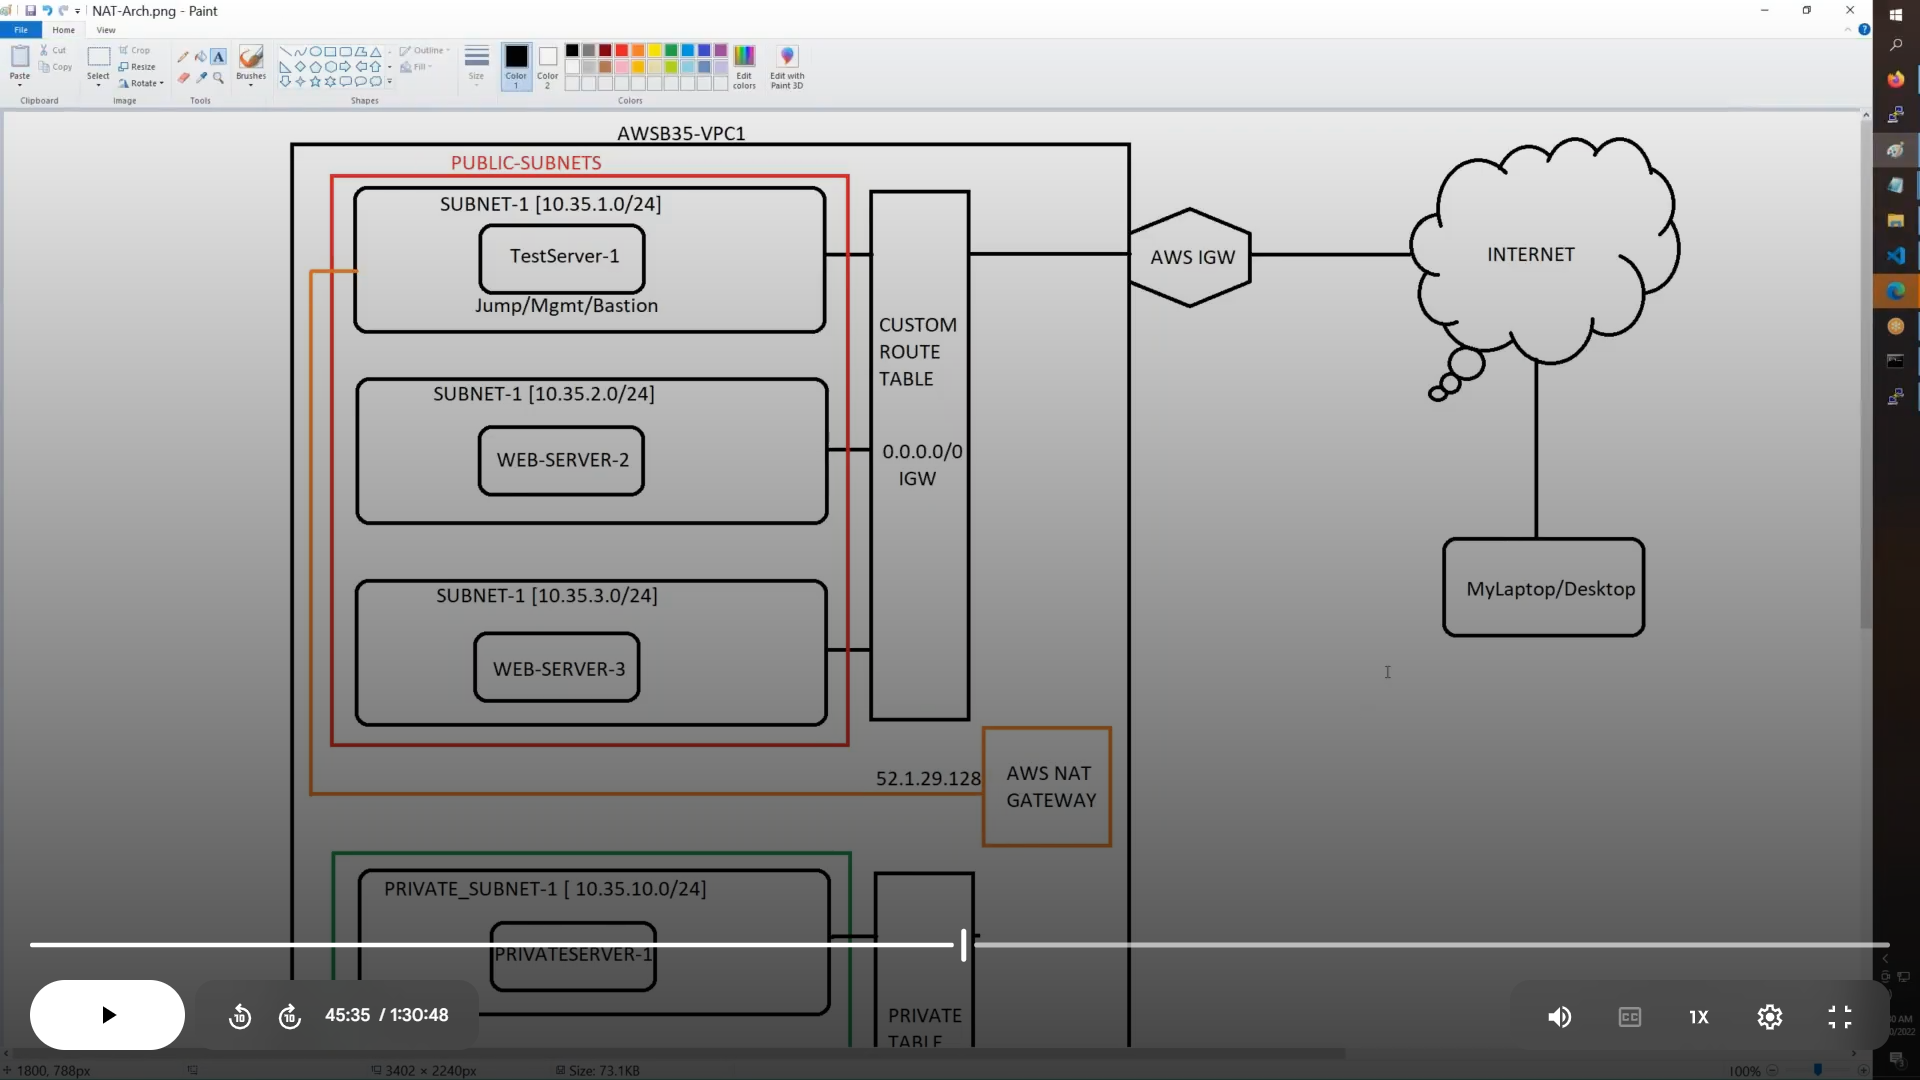 NAT-Arch.png - Paint
File
Home
View
Paste
Cut
Copy
Clipboard
Select
Crop
Resize
Rotate
Image
Tools
Brushes
Shapes
Outline
Fill
Size
Color
1
Color
2
Edit
colors
Edit with
Paint 3D
Colors
AWSB35-VPC1
PUBLIC-SUBNETS
SUBNET-1 [10.35.1.0/24]
TestServer-1
Jump/Mgmt/Bastion
SUBNET-1 [10.35.2.0/24]
WEB-SERVER-2
SUBNET-1 [10.35.3.0/24]
WEB-SERVER-3
CUSTOM
ROUTE
TABLE
0.0.0.0/0
IGW
AWS IGW
INTERNET
MyLaptop/Desktop
52.1.29.128
AWS NAT
GATEWAY
PRIVATE_SUBNET-1 [ 10.35.10.0/24]
PRIVATESERVER-1
PRIVATE
TABLE
10
10
45:35 / 1:30:48
CC
1X
1800, 788px
3402 × 2240px
Size: 73.1KB
100%